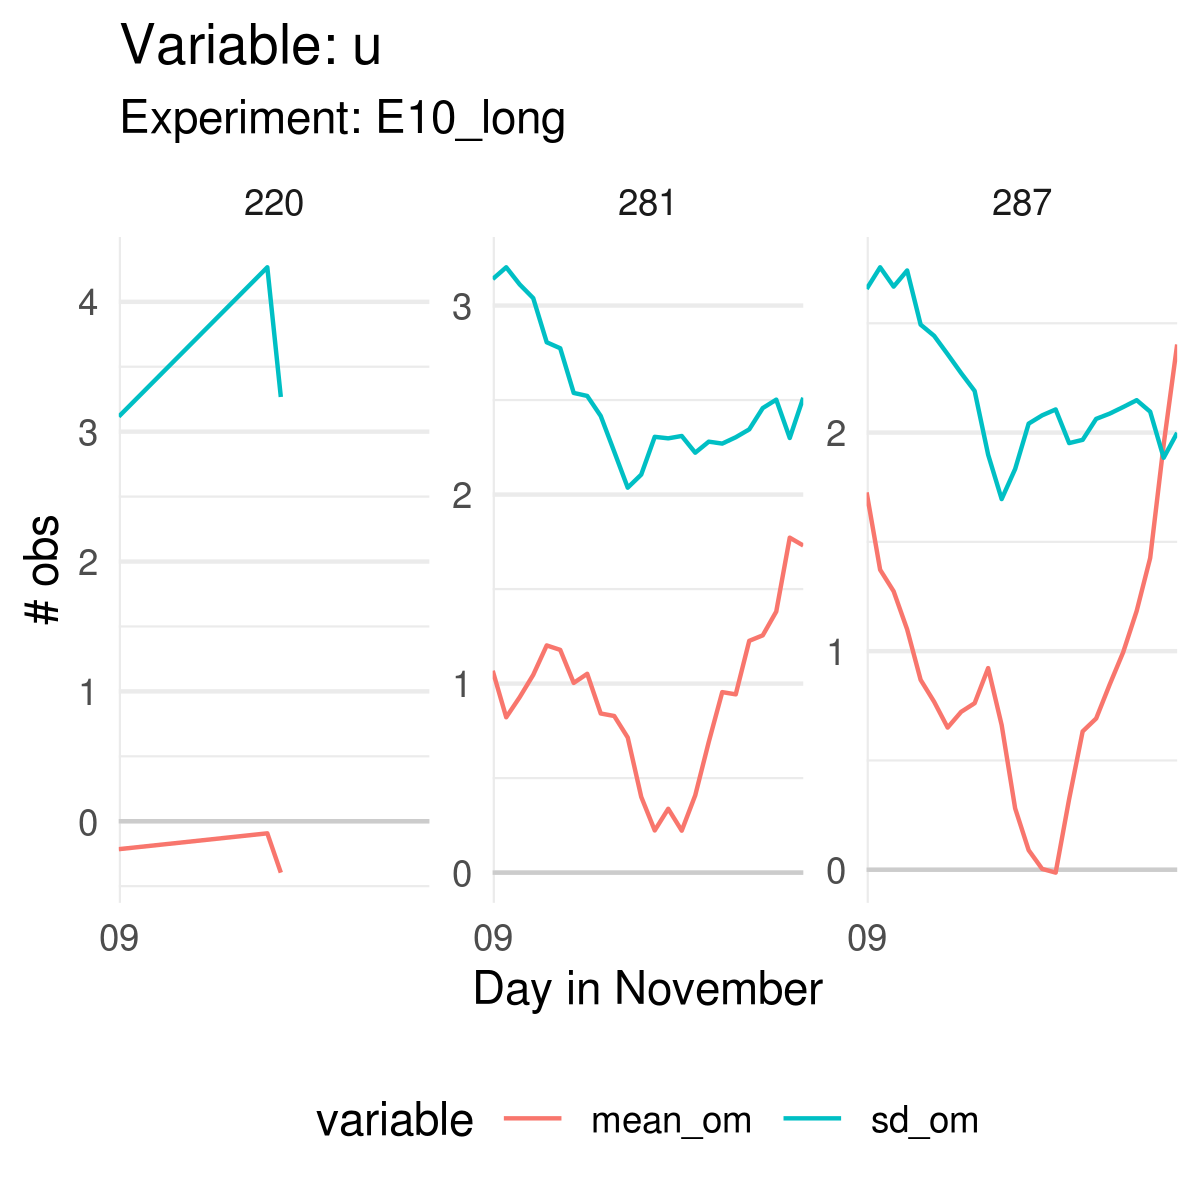 Variable: u
Experiment: E10_long
220
281
287
# obs
4
3
2
1
0
3
2
1
0
2
1
0
09
09
09
Day in November
variable
mean_om
sd_om